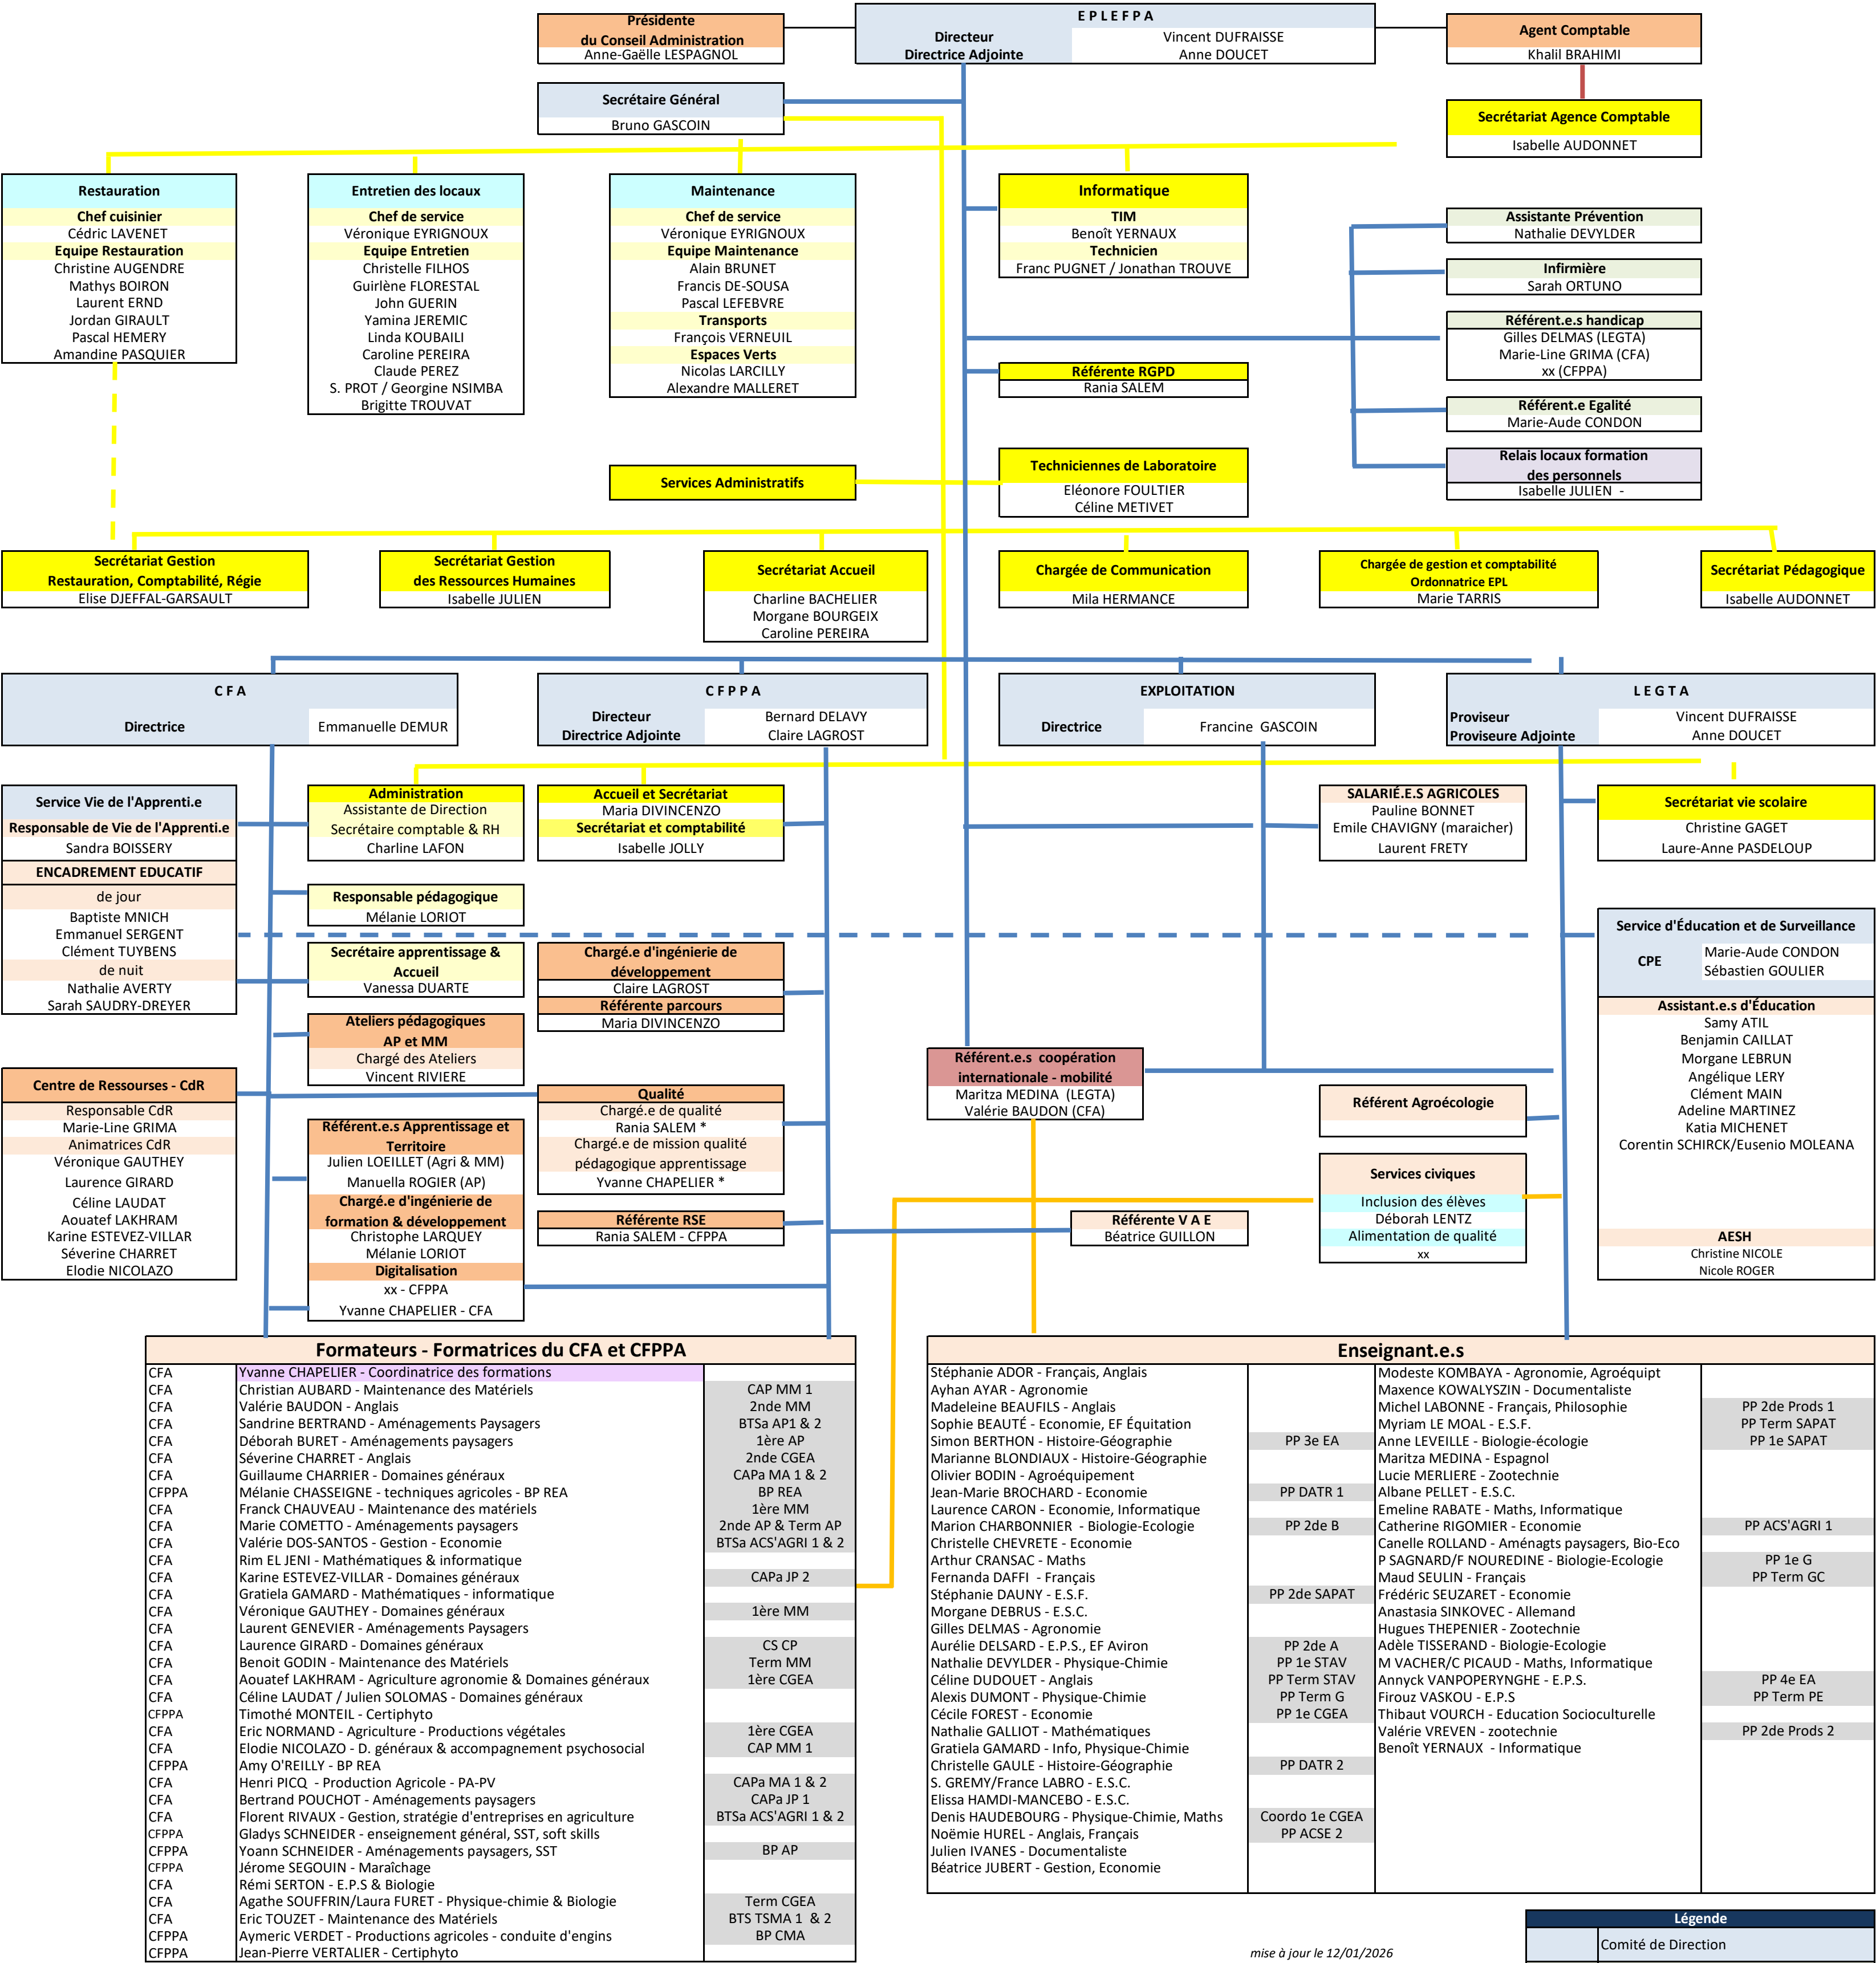 Présidente
du Conseil Administration
Anne-Gaëlle LESPAGNOL
E P L E F P A
Directeur
Vincent DUFRAISSE
Directrice Adjointe
Anne DOUCET
Agent Comptable
Khalil BRAHIMI
Secrétaire Général
Bruno GASCOIN
Secrétariat Agence Comptable
Isabelle AUDONNET
Restauration
Chef cuisinier
Cédric LAVENET
Equipe Restauration
Christine AUGENDRE
Mathys BOIRON
Laurent ERND
Jordan GIRAULT
Pascal HEMERY
Amandine PASQUIER
Entretien des locaux
Chef de service
Véronique EYRIGNOUX
Equipe Entretien
Christelle FILHOS
Guirlène FLORESTAL
John GUERIN
Yamina JEREMIC
Linda KOUBAILI
Caroline PEREIRA
Claude PEREZ
S. PROT / Georgine NSIMBA
Brigitte TROUVAT
Maintenance
Chef de service
Véronique EYRIGNOUX
Equipe Maintenance
Alain BRUNET
Francis DE-SOUSA
Pascal LEFEBVRE
Transports
François VERNEUIL
Espaces Verts
Nicolas LARCILLY
Alexandre MALLERET
Informatique
TIM
Benoît YERNAUX
Technicien
Franc PUGNET / Jonathan TROUVE
Référente RGPD
Rania SALEM
Assistante Prévention
Nathalie DEVYLDER
Infirmière
Sarah ORTUNO
Référent.e.s handicap
Gilles DELMAS (LEGTA)
Marie-Line GRIMA (CFA)
xx (CFPPA)
Référent.e Egalité
Marie-Aude CONDON
Relais locaux formation
des personnels
Isabelle JULIEN -
Services Administratifs
Techniciennes de Laboratoire
Eléonore FOULTIER
Céline METIVET
Secrétariat Gestion
Restauration, Comptabilité, Régie
Elise DJEFFAL-GARSAULT
Secrétariat Gestion
des Ressources Humaines
Isabelle JULIEN
Secrétariat Accueil
Charline BACHELIER
Morgane BOURGEIX
Caroline PEREIRA
Chargée de Communication
Mila HERMANCE
Chargée de gestion et comptabilité
Ordonnatrice EPL
Marie TARRIS
Secrétariat Pédagogique
Isabelle AUDONNET
C F A
Directrice
Emmanuelle DEMUR
C F P P A
Directeur
Bernard DELAVY
Directrice Adjointe
Claire LAGROST
EXPLOITATION
Directrice
Francine GASCOIN
L E G T A
Proviseur
Vincent DUFRAISSE
Proviseure Adjointe
Anne DOUCET
Service Vie de l'Apprenti.e
Responsable de Vie de l'Apprenti.e
Sandra BOISSERY
ENCADREMENT EDUCATIF
de jour
Baptiste MNICH
Emmanuel SERGENT
Clément TUYBENS
de nuit
Nathalie AVERTY
Sarah SAUDRY-DREYER
Centre de Ressourses - CdR
Responsable CdR
Marie-Line GRIMA
Animatrices CdR
Véronique GAUTHEY
Laurence GIRARD
Céline LAUDAT
Aouatef LAKHRAM
Karine ESTEVEZ-VILLAR
Séverine CHARRET
Elodie NICOLAZO
Administration
Assistante de Direction
Secrétaire comptable & RH
Charline LAFON
Responsable pédagogique
Mélanie LORIOT
Secrétaire apprentissage &
Accueil
Vanessa DUARTE
Ateliers pédagogiques
AP et MM
Chargé des Ateliers
Vincent RIVIERE
Référent.e.s Apprentissage et
Territoire
Julien LOEILLET (Agri & MM)
Manuella ROGIER (AP)
Chargé.e d'ingénierie de
formation & développement
Christophe LARQUEY
Mélanie LORIOT
Digitalisation
xx - CFPPA
Yvanne CHAPELIER - CFA
Accueil et Secrétariat
Maria DIVINCENZO
Secrétariat et comptabilité
Isabelle JOLLY
Chargé.e d'ingénierie de
développement
Claire LAGROST
Référente parcours
Maria DIVINCENZO
Qualité
Chargé.e de qualité
Rania SALEM *
Chargé.e de mission qualité
pédagogique apprentissage
Yvanne CHAPELIER *
Référente RSE
Rania SALEM - CFPPA
Référent.e.s coopération
internationale - mobilité
Maritza MEDINA (LEGTA)
Valérie BAUDON (CFA)
Référente V A E
Béatrice GUILLON
SALARIÉ.E.S AGRICOLES
Pauline BONNET
Emile CHAVIGNY (maraicher)
Laurent FRETY
Référent Agroécologie
Services civiques
Inclusion des élèves
Déborah LENTZ
Alimentation de qualité
xx
Secrétariat vie scolaire
Christine GAGET
Laure-Anne PASDELOUP
Service d'Éducation et de Surveillance
CPE
Marie-Aude CONDON
Sébastien GOULIER
Assistant.e.s d'Éducation
Samy ATIL
Benjamin CAILLAT
Morgane LEBRUN
Angélique LERY
Clément MAIN
Adeline MARTINEZ
Katia MICHENET
Corentin SCHIRCK/Eusenio MOLEANA
AESH
Christine NICOLE
Nicole ROGER
Formateurs - Formatrices du CFA et CFPPA
CFA Yvanne CHAPELIER - Coordinatrice des formations
CFA Christian AUBARD - Maintenance des Matériels CAP MM 1
CFA Valérie BAUDON - Anglais 2nde MM
CFA Sandrine BERTRAND - Aménagements Paysagers BTSa AP1 & 2
CFA Déborah BURET - Aménagements paysagers 1ère AP
CFA Séverine CHARRET - Anglais 2nde CGEA
CFA Guillaume CHARRIER - Domaines généraux CAPa MA 1 & 2
CFPPA Mélanie CHASSEIGNE - techniques agricoles - BP REA BP REA
CFA Franck CHAUVEAU - Maintenance des matériels 1ère MM
CFA Marie COMETTO - Aménagements paysagers 2nde AP & Term AP
CFA Valérie DOS-SANTOS - Gestion - Economie BTSa ACS'AGRI 1 & 2
CFA Rim EL JENI - Mathématiques & informatique
CFA Karine ESTEVEZ-VILLAR - Domaines généraux CAPa JP 2
CFA Gratiela GAMARD - Mathématiques - informatique
CFA Véronique GAUTHEY - Domaines généraux 1ère MM
CFA Laurent GENEVIER - Aménagements Paysagers
CFA Laurence GIRARD - Domaines généraux CS CP
CFA Benoit GODIN - Maintenance des Matériels Term MM
CFA Aouatef LAKHRAM - Agriculture agronomie & Domaines généraux 1ère CGEA
CFA Céline LAUDAT / Julien SOLOMAS - Domaines généraux
CFPPA Timothé MONTEIL - Certiphyto
CFA Eric NORMAND - Agriculture - Productions végétales 1ère CGEA
CFA Elodie NICOLAZO - D. généraux & accompagnement psychosocial CAP MM 1
CFPPA Amy O'REILLY - BP REA
CFA Henri PICQ - Production Agricole - PA-PV CAPa MA 1 & 2
CFA Bertrand POUCHOT - Aménagements paysagers CAPa JP 1
CFA Florent RIVAUX - Gestion, stratégie d'entreprises en agriculture BTSa ACS'AGRI 1 & 2
CFPPA Gladys SCHNEIDER - enseignement général, SST, soft skills
CFPPA Yoann SCHNEIDER - Aménagements paysagers, SST BP AP
CFPPA Jérome SEGOUIN - Maraîchage
CFA Rémi SERTON - E.P.S & Biologie
CFA Agathe SOUFFRIN/Laura FURET - Physique-chimie & Biologie Term CGEA
CFA Eric TOUZET - Maintenance des Matériels BTS TSMA 1 & 2
CFPPA Aymeric VERDET - Productions agricoles - conduite d'engins BP CMA
CFPPA Jean-Pierre VERTALIER - Certiphyto
Enseignant.e.s
Stéphanie ADOR - Français, Anglais
Ayhan AYAR - Agronomie
Madeleine BEAUFILS - Anglais
Sophie BEAUTÉ - Economie, EF Équitation
Simon BERTHON - Histoire-Géographie PP 3e EA
Marianne BLONDIAUX - Histoire-Géographie
Olivier BODIN - Agroéquipement
Jean-Marie BROCHARD - Economie PP DATR 1
Laurence CARON - Economie, Informatique
Marion CHARBONNIER - Biologie-Ecologie PP 2de B
Christelle CHEVRETE - Economie
Arthur CRANSAC - Maths
Fernanda DAFFI - Français
Stéphanie DAUNY - E.S.F. PP 2de SAPAT
Morgane DEBRUS - E.S.C.
Gilles DELMAS - Agronomie
Aurélie DELSARD - E.P.S., EF Aviron PP 2de A
Nathalie DEVYLDER - Physique-Chimie PP 1e STAV
Céline DUDOUET - Anglais PP Term STAV
Alexis DUMONT - Physique-Chimie PP Term G
Cécile FOREST - Economie PP 1e CGEA
Nathalie GALLIOT - Mathématiques
Gratiela GAMARD - Info, Physique-Chimie
Christelle GAULE - Histoire-Géographie PP DATR 2
S. GREMY/France LABRO - E.S.C.
Elissa HAMDI-MANCEBO - E.S.C.
Denis HAUDEBOURG - Physique-Chimie, Maths Coordo 1e CGEA
Noëmie HUREL - Anglais, Français PP ACSE 2
Julien IVANES - Documentaliste
Béatrice JUBERT - Gestion, Economie
Modeste KOMBAYA - Agronomie, Agroéquipt
Maxence KOWALYSZIN - Documentaliste
Michel LABONNE - Français, Philosophie PP 2de Prods 1
Myriam LE MOAL - E.S.F. PP Term SAPAT
Anne LEVEILLE - Biologie-écologie PP 1e SAPAT
Maritza MEDINA - Espagnol
Lucie MERLIERE - Zootechnie
Albane PELLET - E.S.C.
Emeline RABATE - Maths, Informatique
Catherine RIGOMIER - Economie PP ACS'AGRI 1
Canelle ROLLAND - Aménagts paysagers, Bio-Eco
P SAGNARD/F NOUREDINE - Biologie-Ecologie PP 1e G
Maud SEULIN - Français PP Term GC
Frédéric SEUZARET - Economie
Anastasia SINKOVEC - Allemand
Hugues THEPENIER - Zootechnie
Adèle TISSERAND - Biologie-Ecologie
M VACHER/C PICAUD - Maths, Informatique
Annyck VANPOPERYNGHE - E.P.S. PP 4e EA
Firouz VASKOU - E.P.S PP Term PE
Thibaut VOURCH - Education Socioculturelle
Valérie VREVEN - zootechnie PP 2de Prods 2
Benoît YERNAUX - Informatique
mise à jour le 12/01/2026
Légende
Comité de Direction